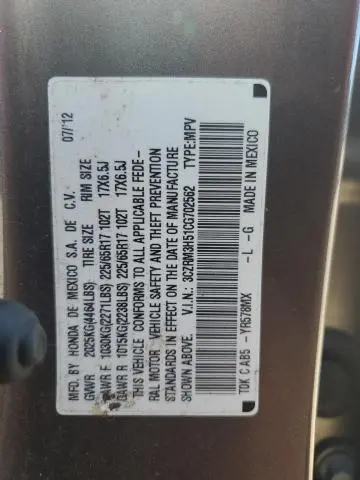 MFD. BY HONDA DE MEXICO S.A. DE C.V. 07/'12
GVWR 2025KG(4464LBS) TIRE SIZE RIM SIZE
GAWR F 1030KG(2271LBS) 225/65R17 102T 17X6.5J
GAWR R 1015KG(2238LBS) 225/65R17 102T 17X6.5J
THIS VEHICLE CONFORMS TO ALL APPLICABLE FEDE-
RAL MOTOR VEHICLE SAFETY AND THEFT PREVENTION
STANDARDS IN EFFECT ON THE DATE OF MANUFACTURE
SHOWN ABOVE. V.I.N.: 3CZRM3H51CG702562 TYPE:MPV
T0K C AB5 -YR578MX -L -G MADE IN MEXICO